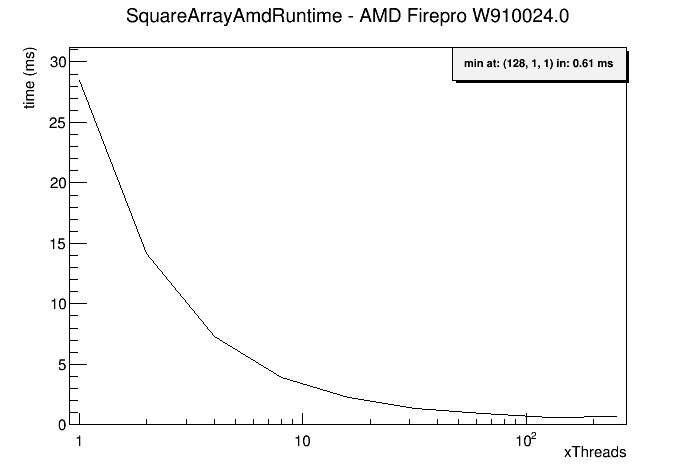 SquareArrayAmdRuntime - AMD Firepro W910024.0
time (ms)
min at: (128, 1, 1) in: 0.61 ms
30
25
20
15
10
5
0
1 10 10²
xThreads